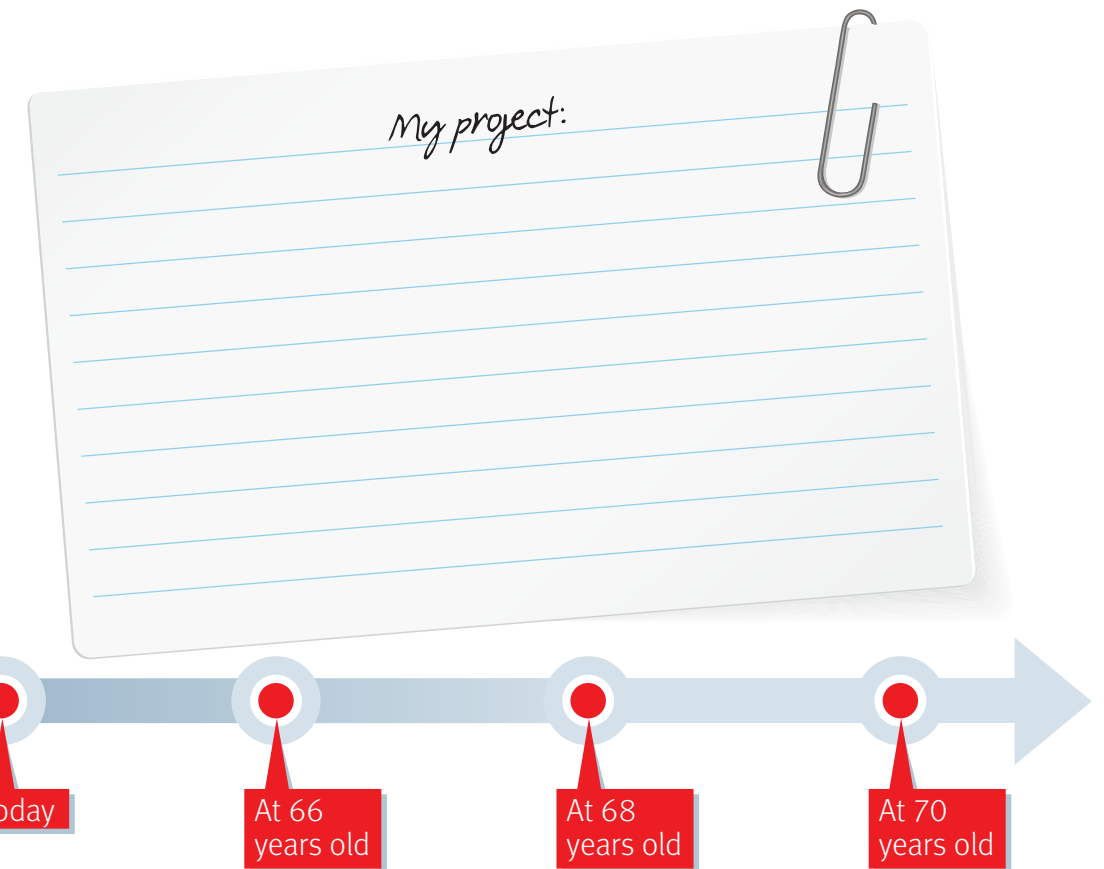 My project:
oday
At 66
years old
At 68
years old
At 70
years old